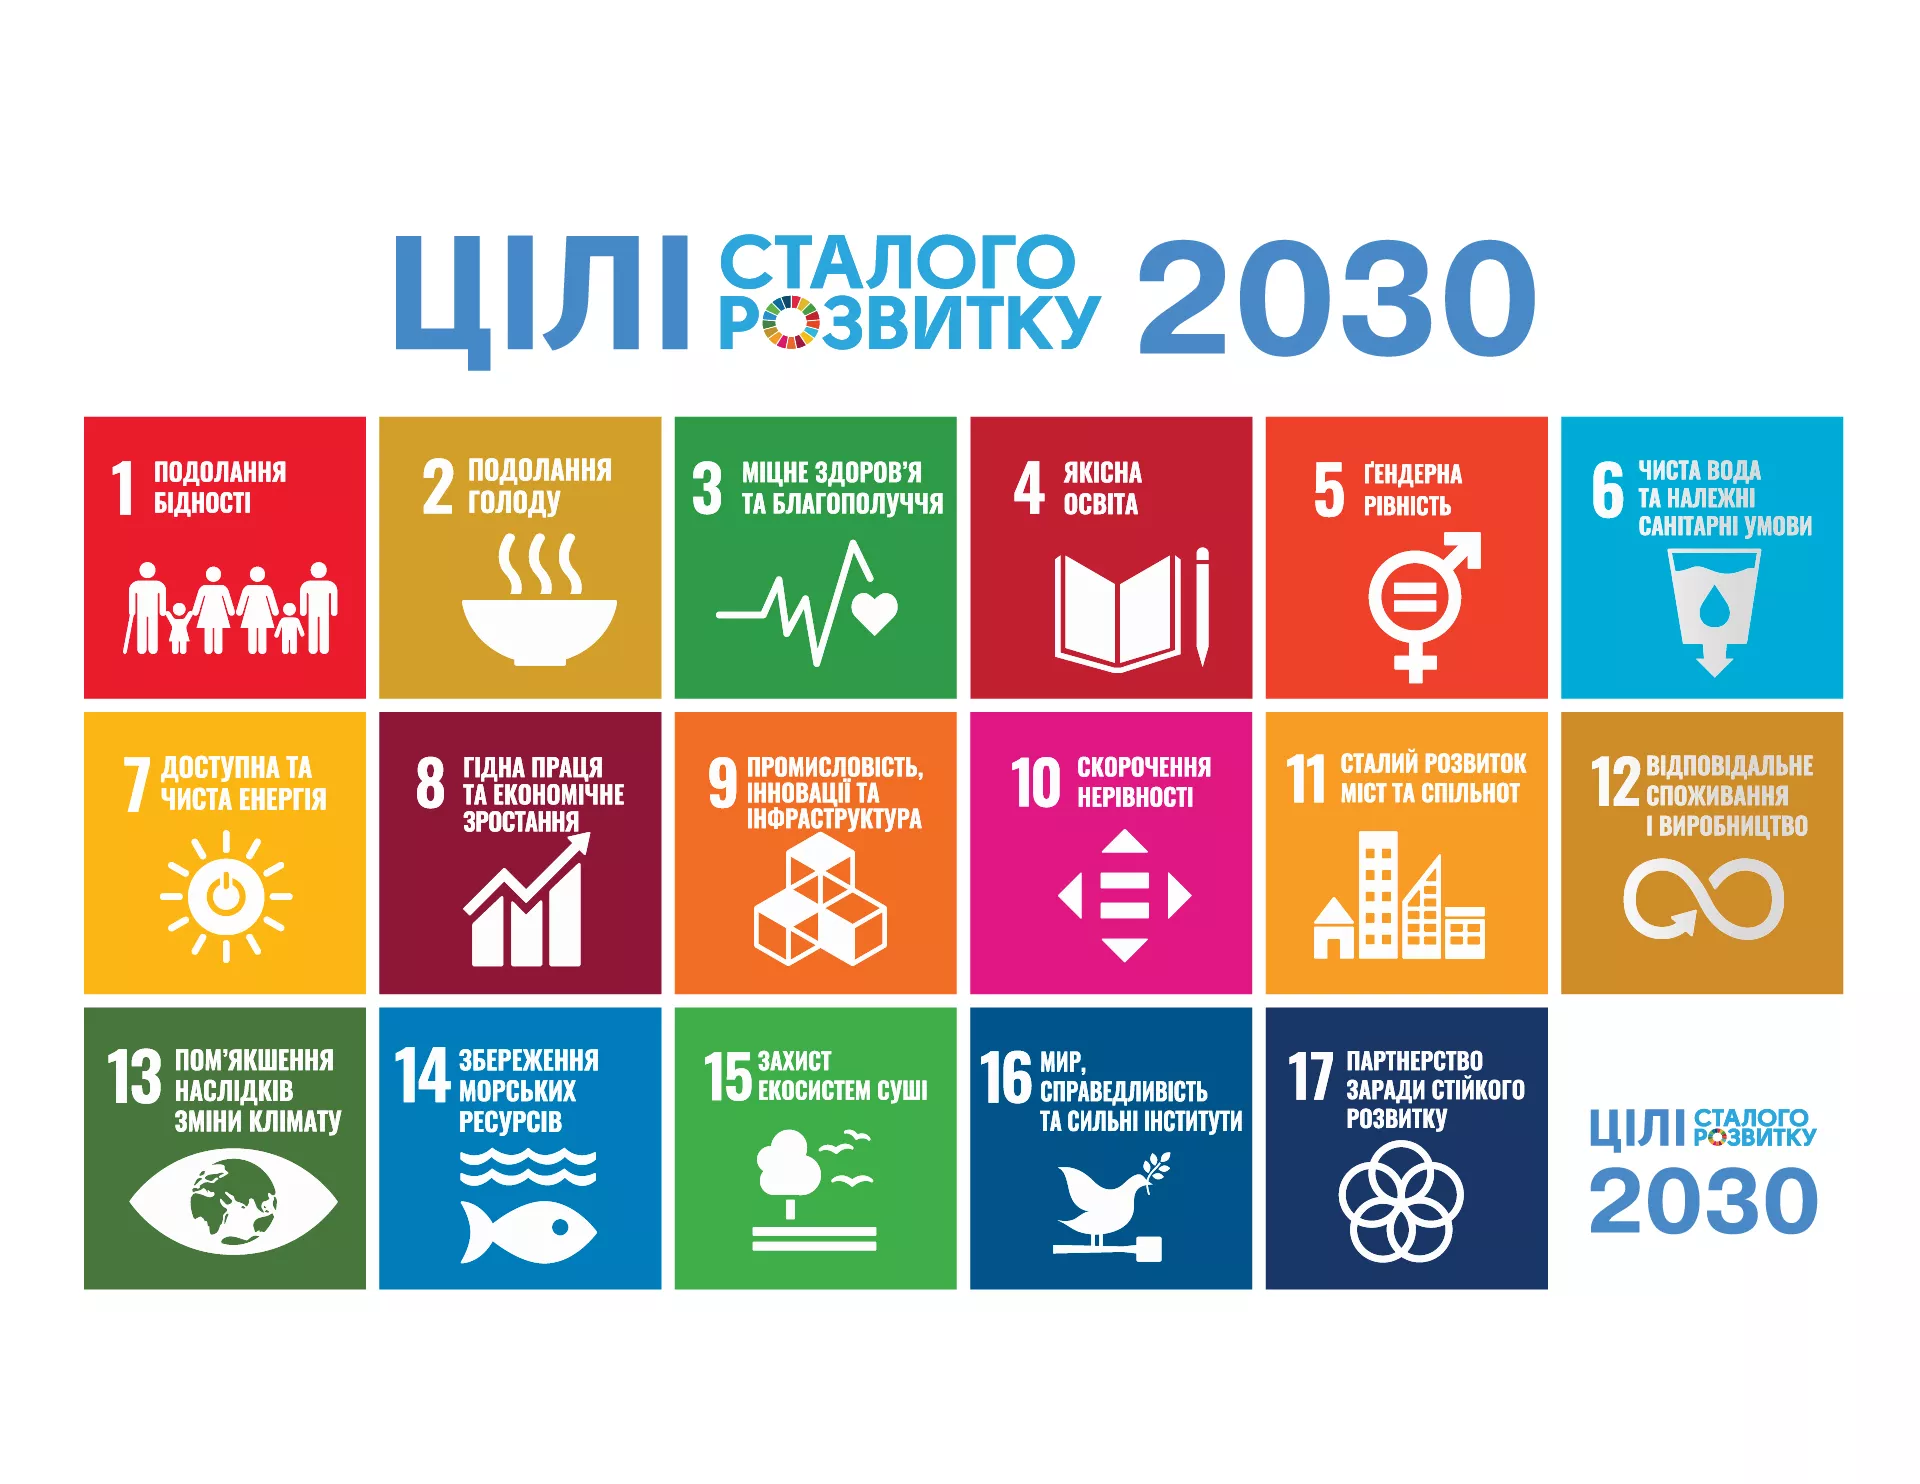 ЦІЛІ СТАЛОГО РОЗВИТКУ 2030
1 ПОДОЛАННЯ
БІДНОСТІ
2 ПОДОЛАННЯ
ГОЛОДУ
3 МІЦНЕ ЗДОРОВ'Я
ТА БЛАГОПОЛУЧЧЯ
4 ЯКІСНА
ОСВІТА
5 ҐЕНДЕРНА
РІВНІСТЬ
6 ЧИСТА ВОДА
ТА НАЛЕЖНІ
САНІТАРНІ УМОВИ
7 ДОСТУПНА ТА
ЧИСТА ЕНЕРГІЯ
8 ГІДНА ПРАЦЯ
ТА ЕКОНОМІЧНЕ
ЗРОСТАННЯ
9 ПРОМИСЛОВІСТЬ,
ІННОВАЦІЇ ТА
ІНФРАСТРУКТУРА
10 СКОРОЧЕННЯ
НЕРІВНОСТІ
11 СТАЛИЙ РОЗВИТОК
МІСТ ТА СПІЛЬНОТ
12 ВІДПОВІДАЛЬНЕ
СПОЖИВАННЯ
І ВИРОБНИЦТВО
13 ПОМ'ЯКШЕННЯ
НАСЛІДКІВ
ЗМІНИ КЛІМАТУ
14 ЗБЕРЕЖЕННЯ
МОРСЬКИХ
РЕСУРСІВ
15 ЗАХИСТ
ЕКОСИСТЕМ СУШІ
16 МИР,
СПРАВЕДЛИВІСТЬ
ТА СИЛЬНІ ІНСТИТУТИ
17 ПАРТНЕРСТВО
ЗАРАДИ СТІЙКОГО
РОЗВИТКУ
ЦІЛІ СТАЛОГО РОЗВИТКУ
2030